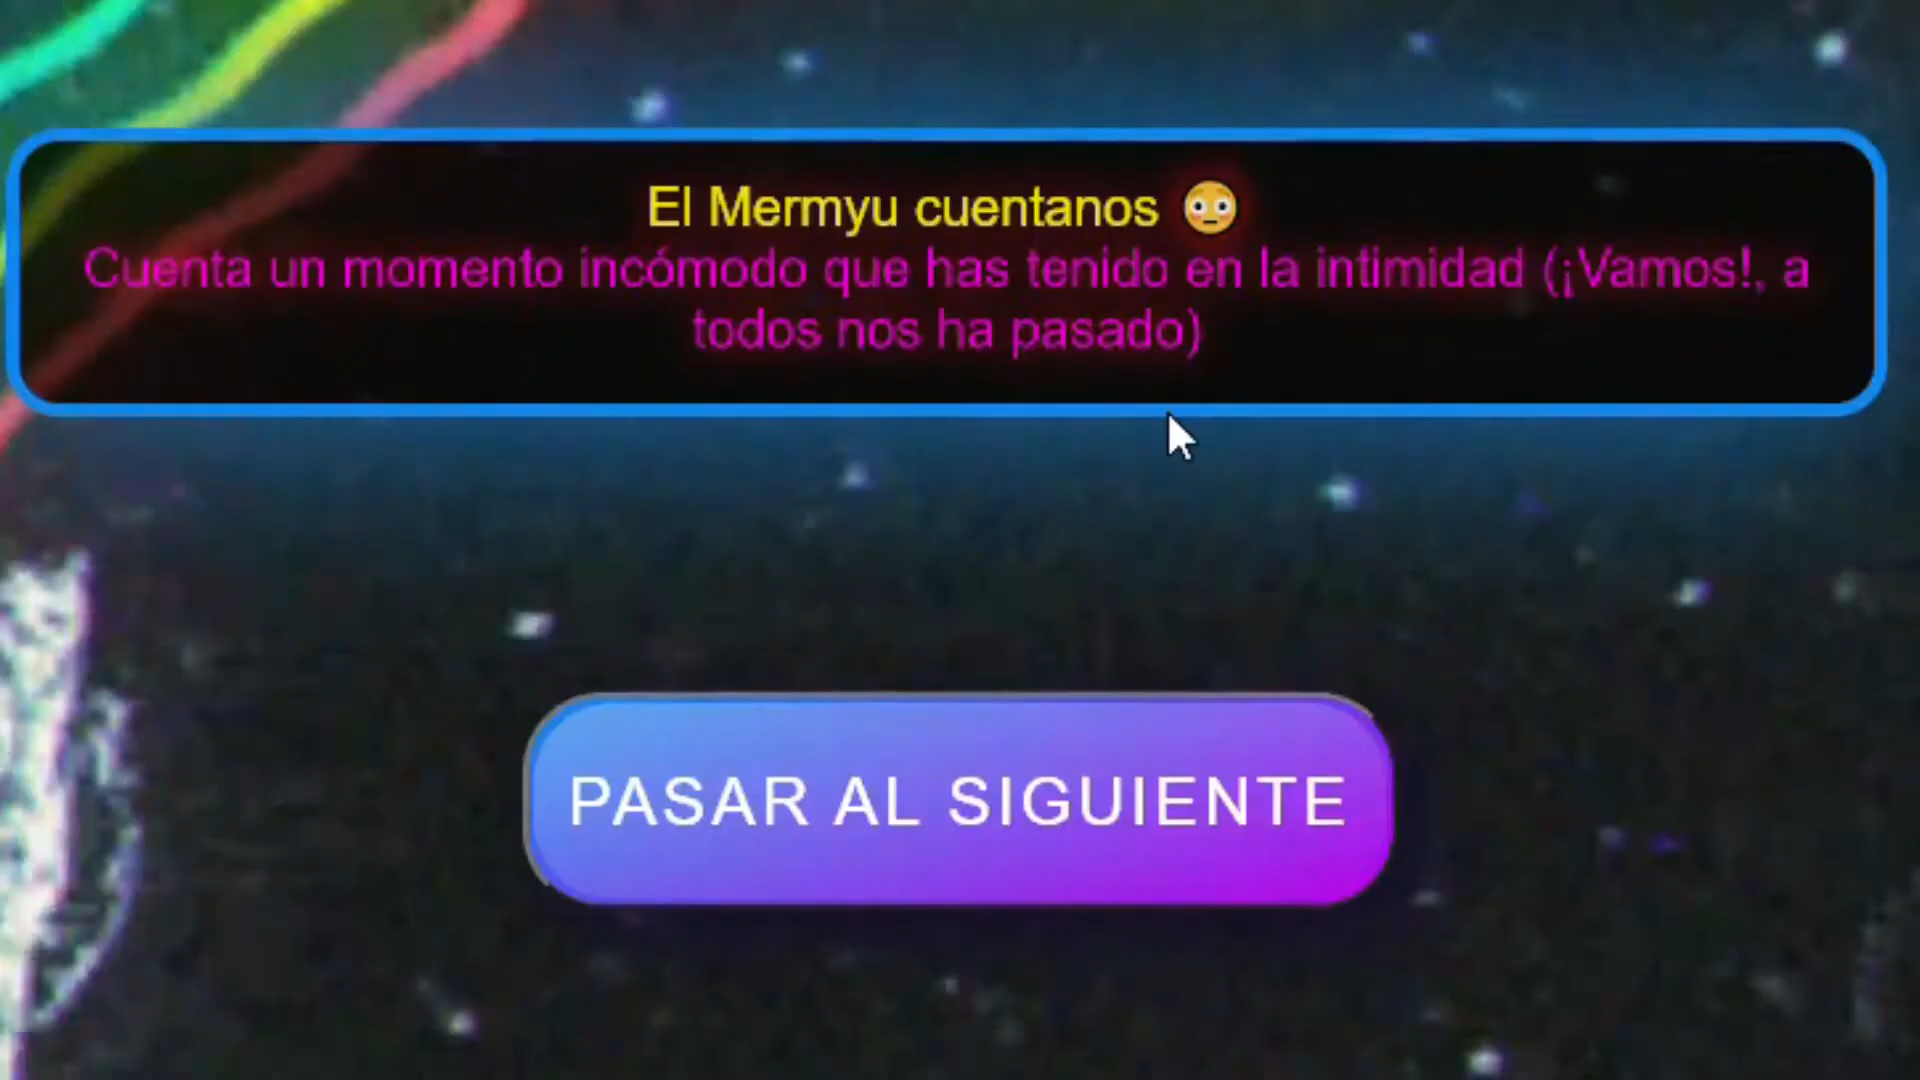 El Mermyu cuentanos 😳
Cuenta un momento incómodo que has tenido en la intimidad (¡Vamos!, a
todos nos ha pasado)
PASAR AL SIGUIENTE